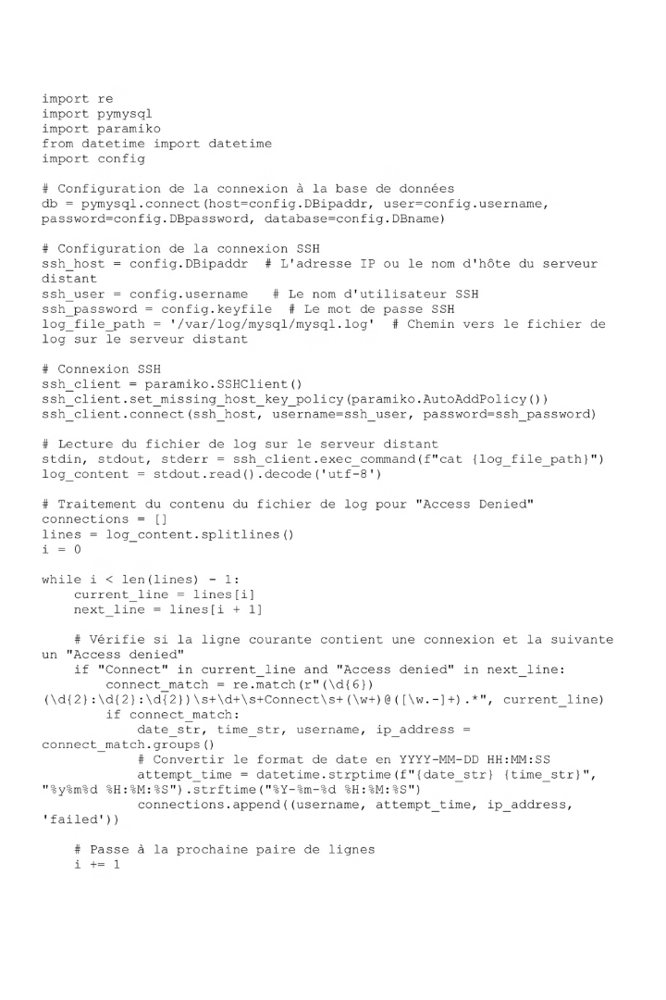 import re
import pymysql
import paramiko
from datetime import datetime
import config

# Configuration de la connexion à la base de données
db = pymysql.connect(host=config.DBipaddr, user=config.username,
password=config.DBpassword, database=config.DBname)

# Configuration de la connexion SSH
ssh_host = config.DBipaddr  # L'adresse IP ou le nom d'hôte du serveur
distant
ssh_user = config.username   # Le nom d'utilisateur SSH
ssh_password = config.keyfile  # Le mot de passe SSH
log_file_path = '/var/log/mysql/mysql.log'  # Chemin vers le fichier de
log sur le serveur distant

# Connexion SSH
ssh_client = paramiko.SSHClient()
ssh_client.set_missing_host_key_policy(paramiko.AutoAddPolicy())
ssh_client.connect(ssh_host, username=ssh_user, password=ssh_password)

# Lecture du fichier de log sur le serveur distant
stdin, stdout, stderr = ssh_client.exec_command(f"cat {log_file_path}")
log_content = stdout.read().decode('utf-8')

# Traitement du contenu du fichier de log pour "Access Denied"
connections = []
lines = log_content.splitlines()
i = 0

while i < len(lines) - 1:
    current_line = lines[i]
    next_line = lines[i + 1]

    # Vérifie si la ligne courante contient une connexion et la suivante
un "Access denied"
    if "Connect" in current_line and "Access denied" in next_line:
        connect_match = re.match(r"(\d{6})
(\d{2}:\d{2}:\d{2})\s+\d+\s+Connect\s+(\w+)@([\w.-]+).*", current_line)
        if connect_match:
            date_str, time_str, username, ip_address =
connect_match.groups()
            # Convertir le format de date en YYYY-MM-DD HH:MM:SS
            attempt_time = datetime.strptime(f"{date_str} {time_str}",
"%y%m%d %H:%M:%S").strftime("%Y-%m-%d %H:%M:%S")
            connections.append((username, attempt_time, ip_address,
'failed'))

    # Passe à la prochaine paire de lignes
    i += 1